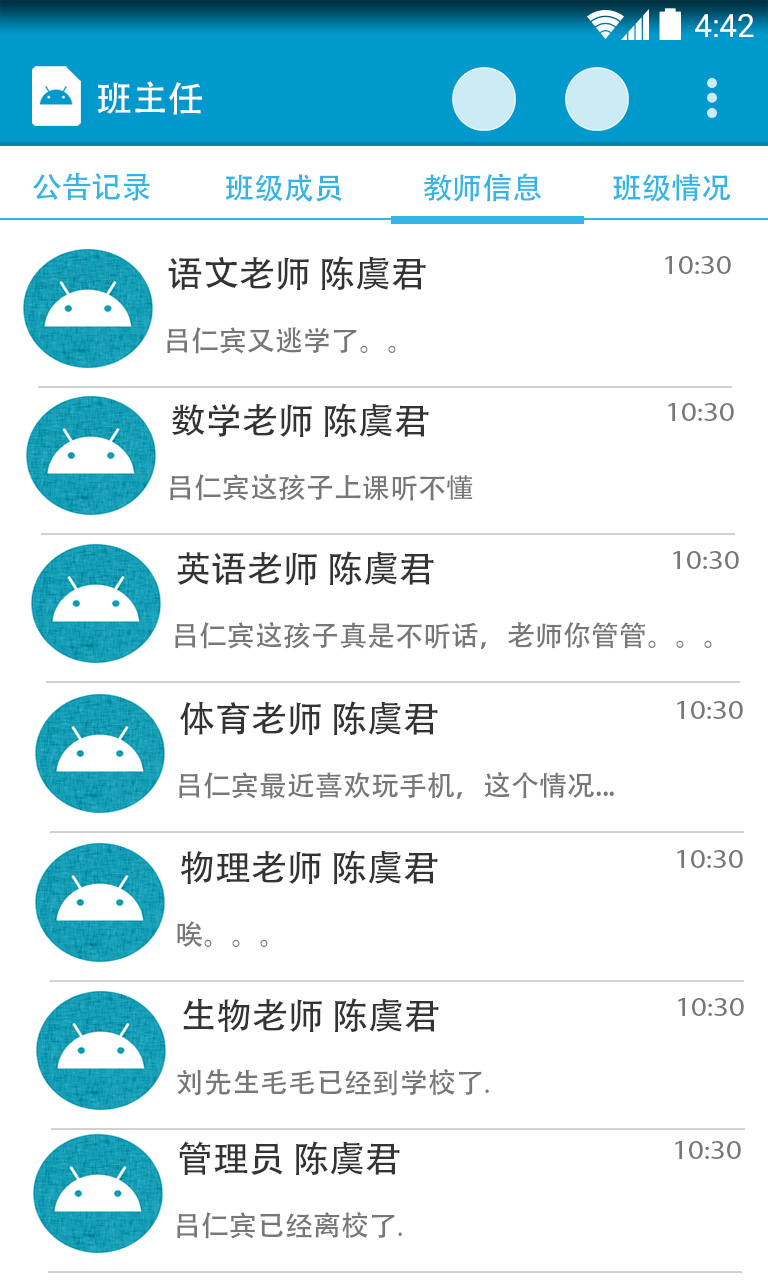 4:42
班主任
公告记录 班级成员 教师信息 班级情况
语文老师 陈虞君 10:30
吕仁宾又逃学了。。
数学老师 陈虞君 10:30
吕仁宾这孩子上课听不懂
英语老师 陈虞君 10:30
吕仁宾这孩子真是不听话，老师你管管。。。
体育老师 陈虞君 10:30
吕仁宾最近喜欢玩手机，这个情况...
物理老师 陈虞君 10:30
唉。。。
生物老师 陈虞君 10:30
刘先生毛毛已经到学校了.
管理员 陈虞君 10:30
吕仁宾已经离校了.